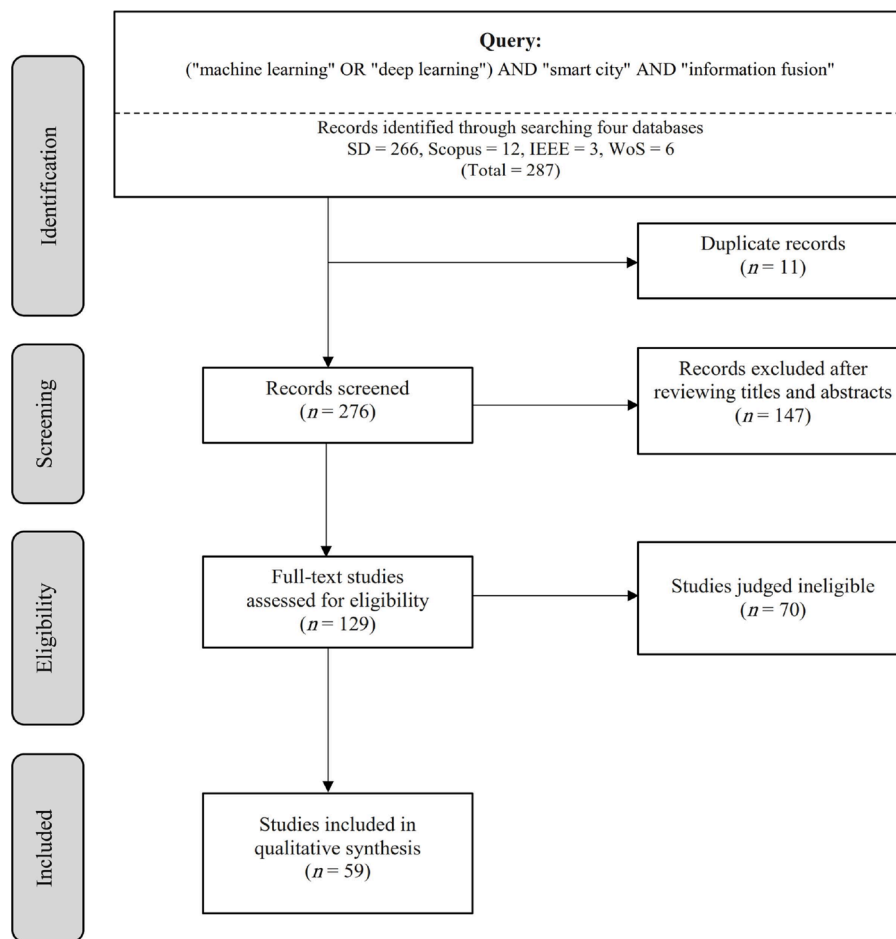 Identification
Query:
("machine learning" OR "deep learning") AND "smart city" AND "information fusion"
Records identified through searching four databases
SD = 266, Scopus = 12, IEEE = 3, WoS = 6
(Total = 287)
Duplicate records
(n = 11)
Screening
Records screened
(n = 276)
Records excluded after
reviewing titles and abstracts
(n = 147)
Eligibility
Full-text studies
assessed for eligibility
(n = 129)
Studies judged ineligible
(n = 70)
Included
Studies included in
qualitative synthesis
(n = 59)